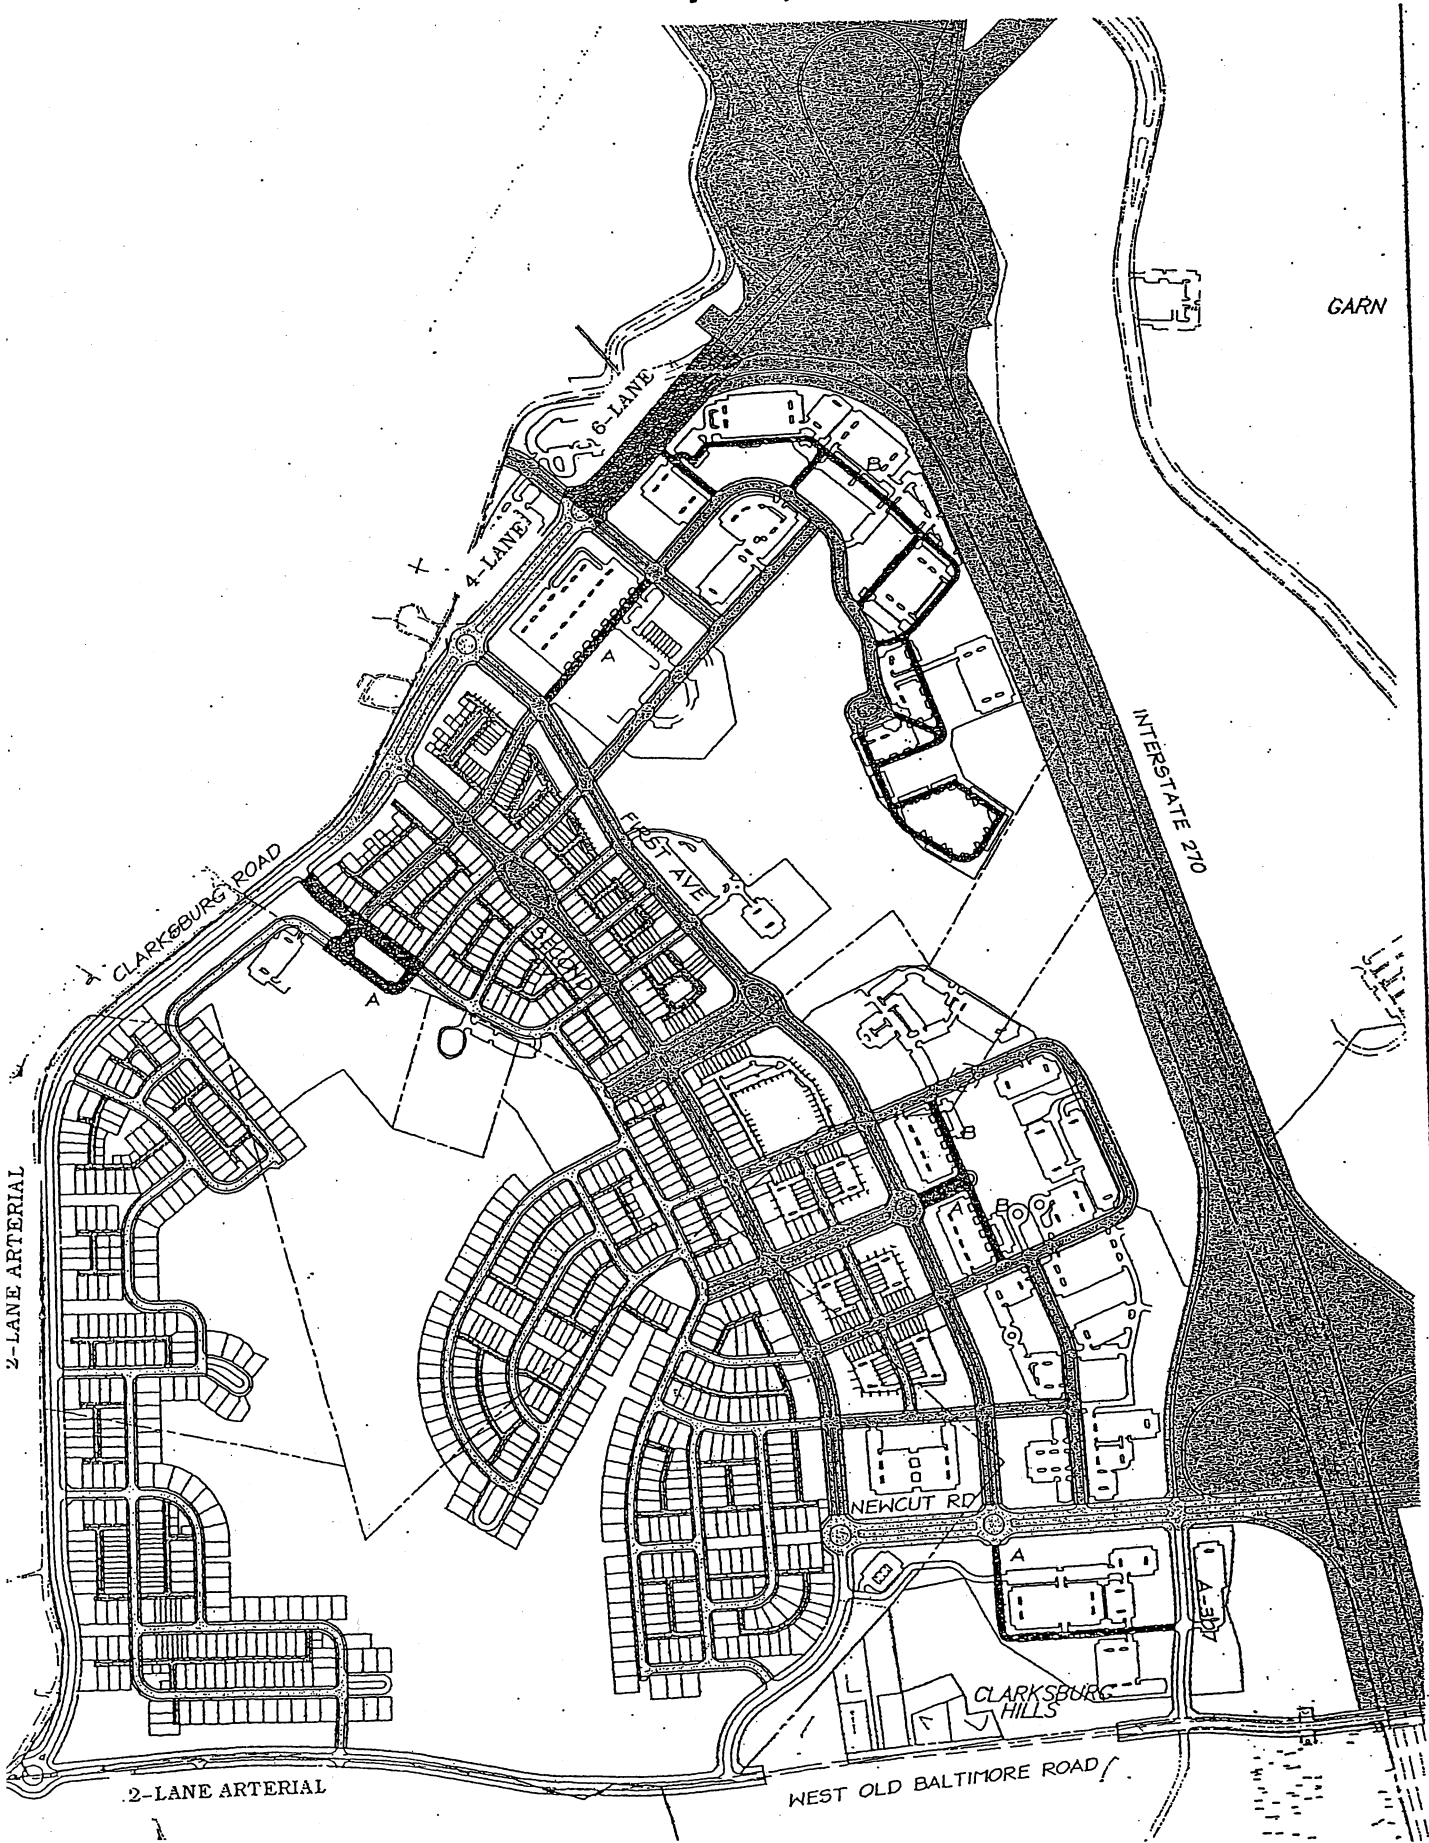 GARN
6-LANE
B
4-LANE
A
INTERSTATE 270
FIRST AVE
CLARKSBURG ROAD
SECOND
A
B
A
B
2-LANE ARTERIAL
NEWCUT RD
A
A-307
CLARKSBURG
HILLS
2-LANE ARTERIAL
WEST OLD BALTIMORE ROAD